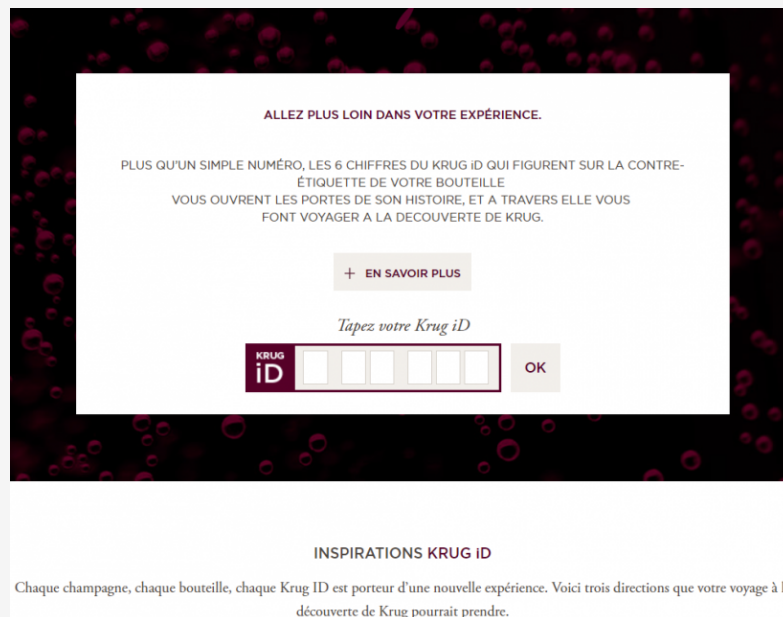 ALLEZ PLUS LOIN DANS VOTRE EXPÉRIENCE.
PLUS QU'UN SIMPLE NUMÉRO, LES 6 CHIFFRES DU KRUG iD QUI FIGURENT SUR LA CONTRE-
ÉTIQUETTE DE VOTRE BOUTEILLE
VOUS OUVRENT LES PORTES DE SON HISTOIRE, ET A TRAVERS ELLE VOUS
FONT VOYAGER A LA DECOUVERTE DE KRUG.
+ EN SAVOIR PLUS
Tapez votre Krug iD
KRUG
iD
OK
INSPIRATIONS KRUG iD
Chaque champagne, chaque bouteille, chaque Krug ID est porteur d'une nouvelle expérience. Voici trois directions que votre voyage à
découverte de Krug pourrait prendre.